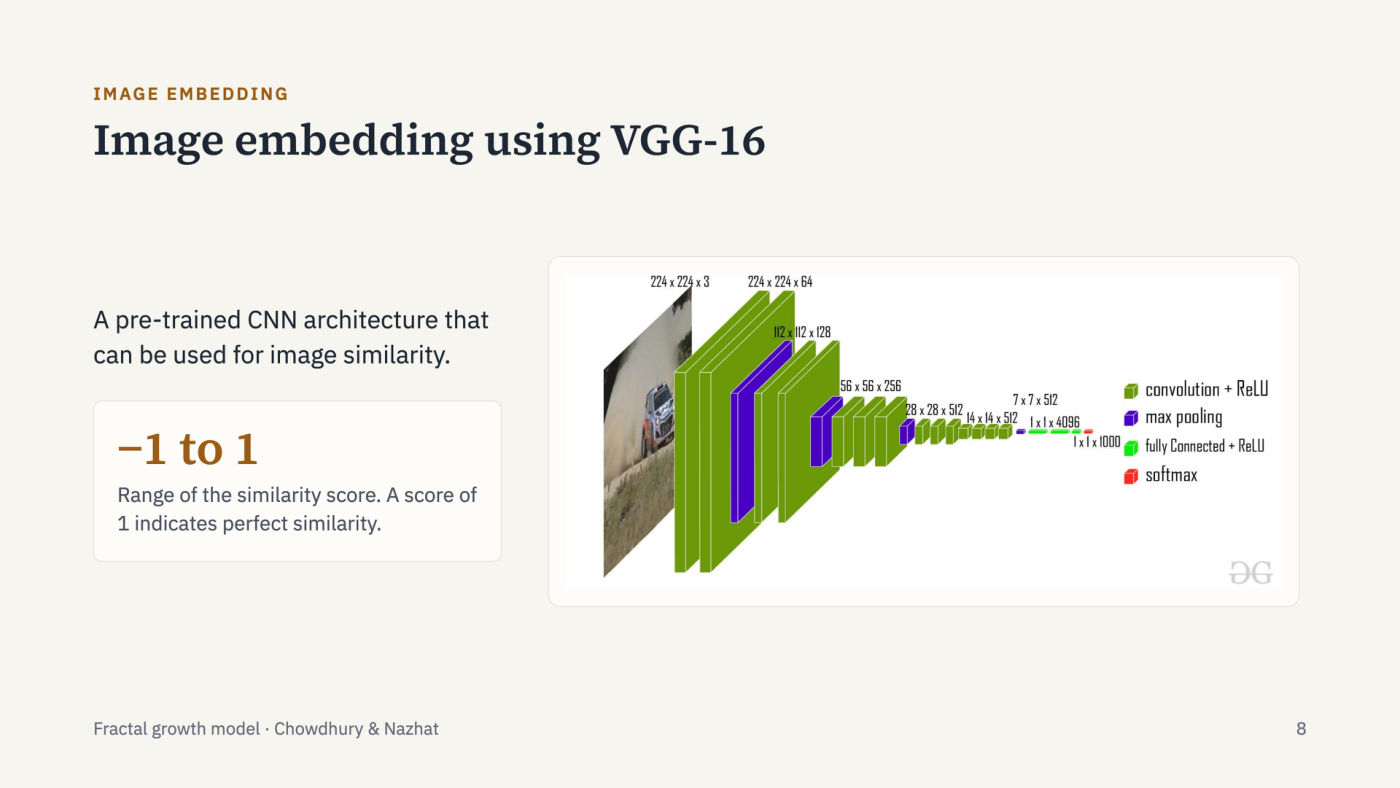 IMAGE EMBEDDING
Image embedding using VGG-16
A pre-trained CNN architecture that
can be used for image similarity.
−1 to 1
Range of the similarity score. A score of
1 indicates perfect similarity.
224 x 224 x 3
224 x 224 x 64
112 x 112 x 128
56 x 56 x 256
28 x 28 x 512
14 x 14 x 512
7 x 7 x 512
1 x 1 x 4096
1 x 1 x 1000
convolution + ReLU
max pooling
fully Connected + ReLU
softmax
Fractal growth model · Chowdhury & Nazhat
8